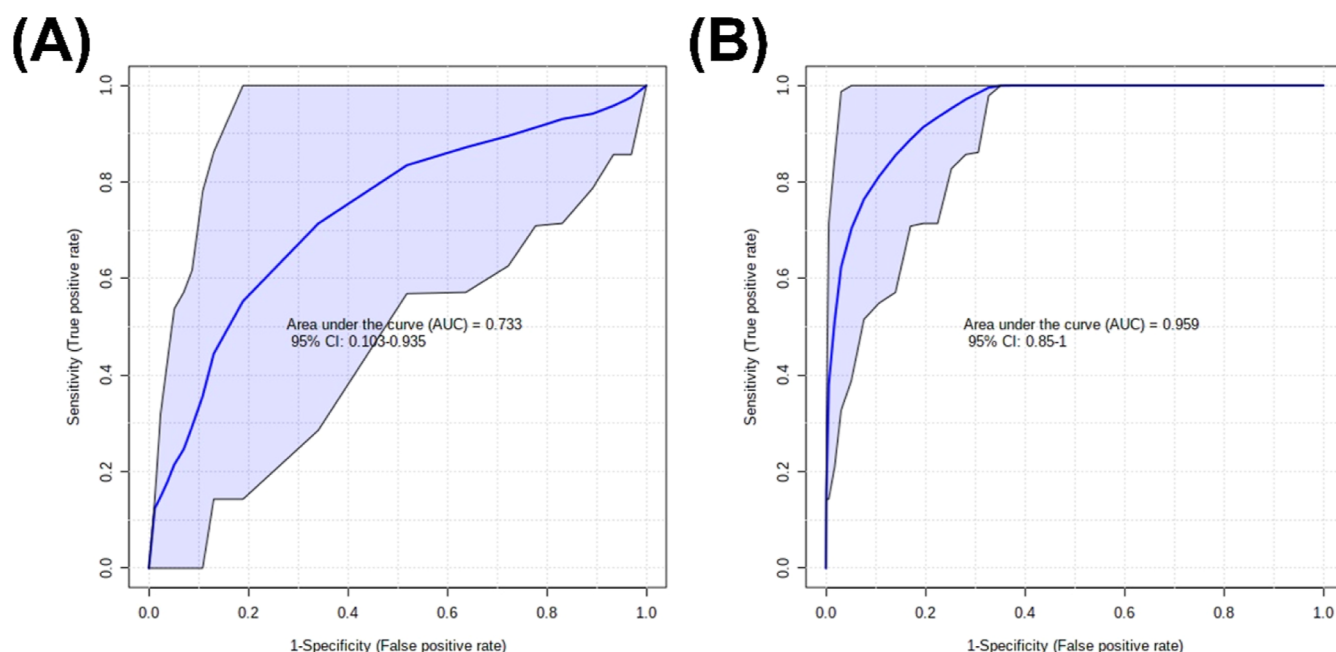 (A)
1.0
0.8
0.6
0.4
0.2
0.0
Sensitivity (True positive rate)
Area under the curve (AUC) = 0.733
95% CI: 0.103-0.935
0.0 0.2 0.4 0.6 0.8 1.0
1-Specificity (False positive rate)
(B)
1.0
0.8
0.6
0.4
0.2
0.0
Sensitivity (True positive rate)
Area under the curve (AUC) = 0.959
95% CI: 0.85-1
0.0 0.2 0.4 0.6 0.8 1.0
1-Specificity (False positive rate)